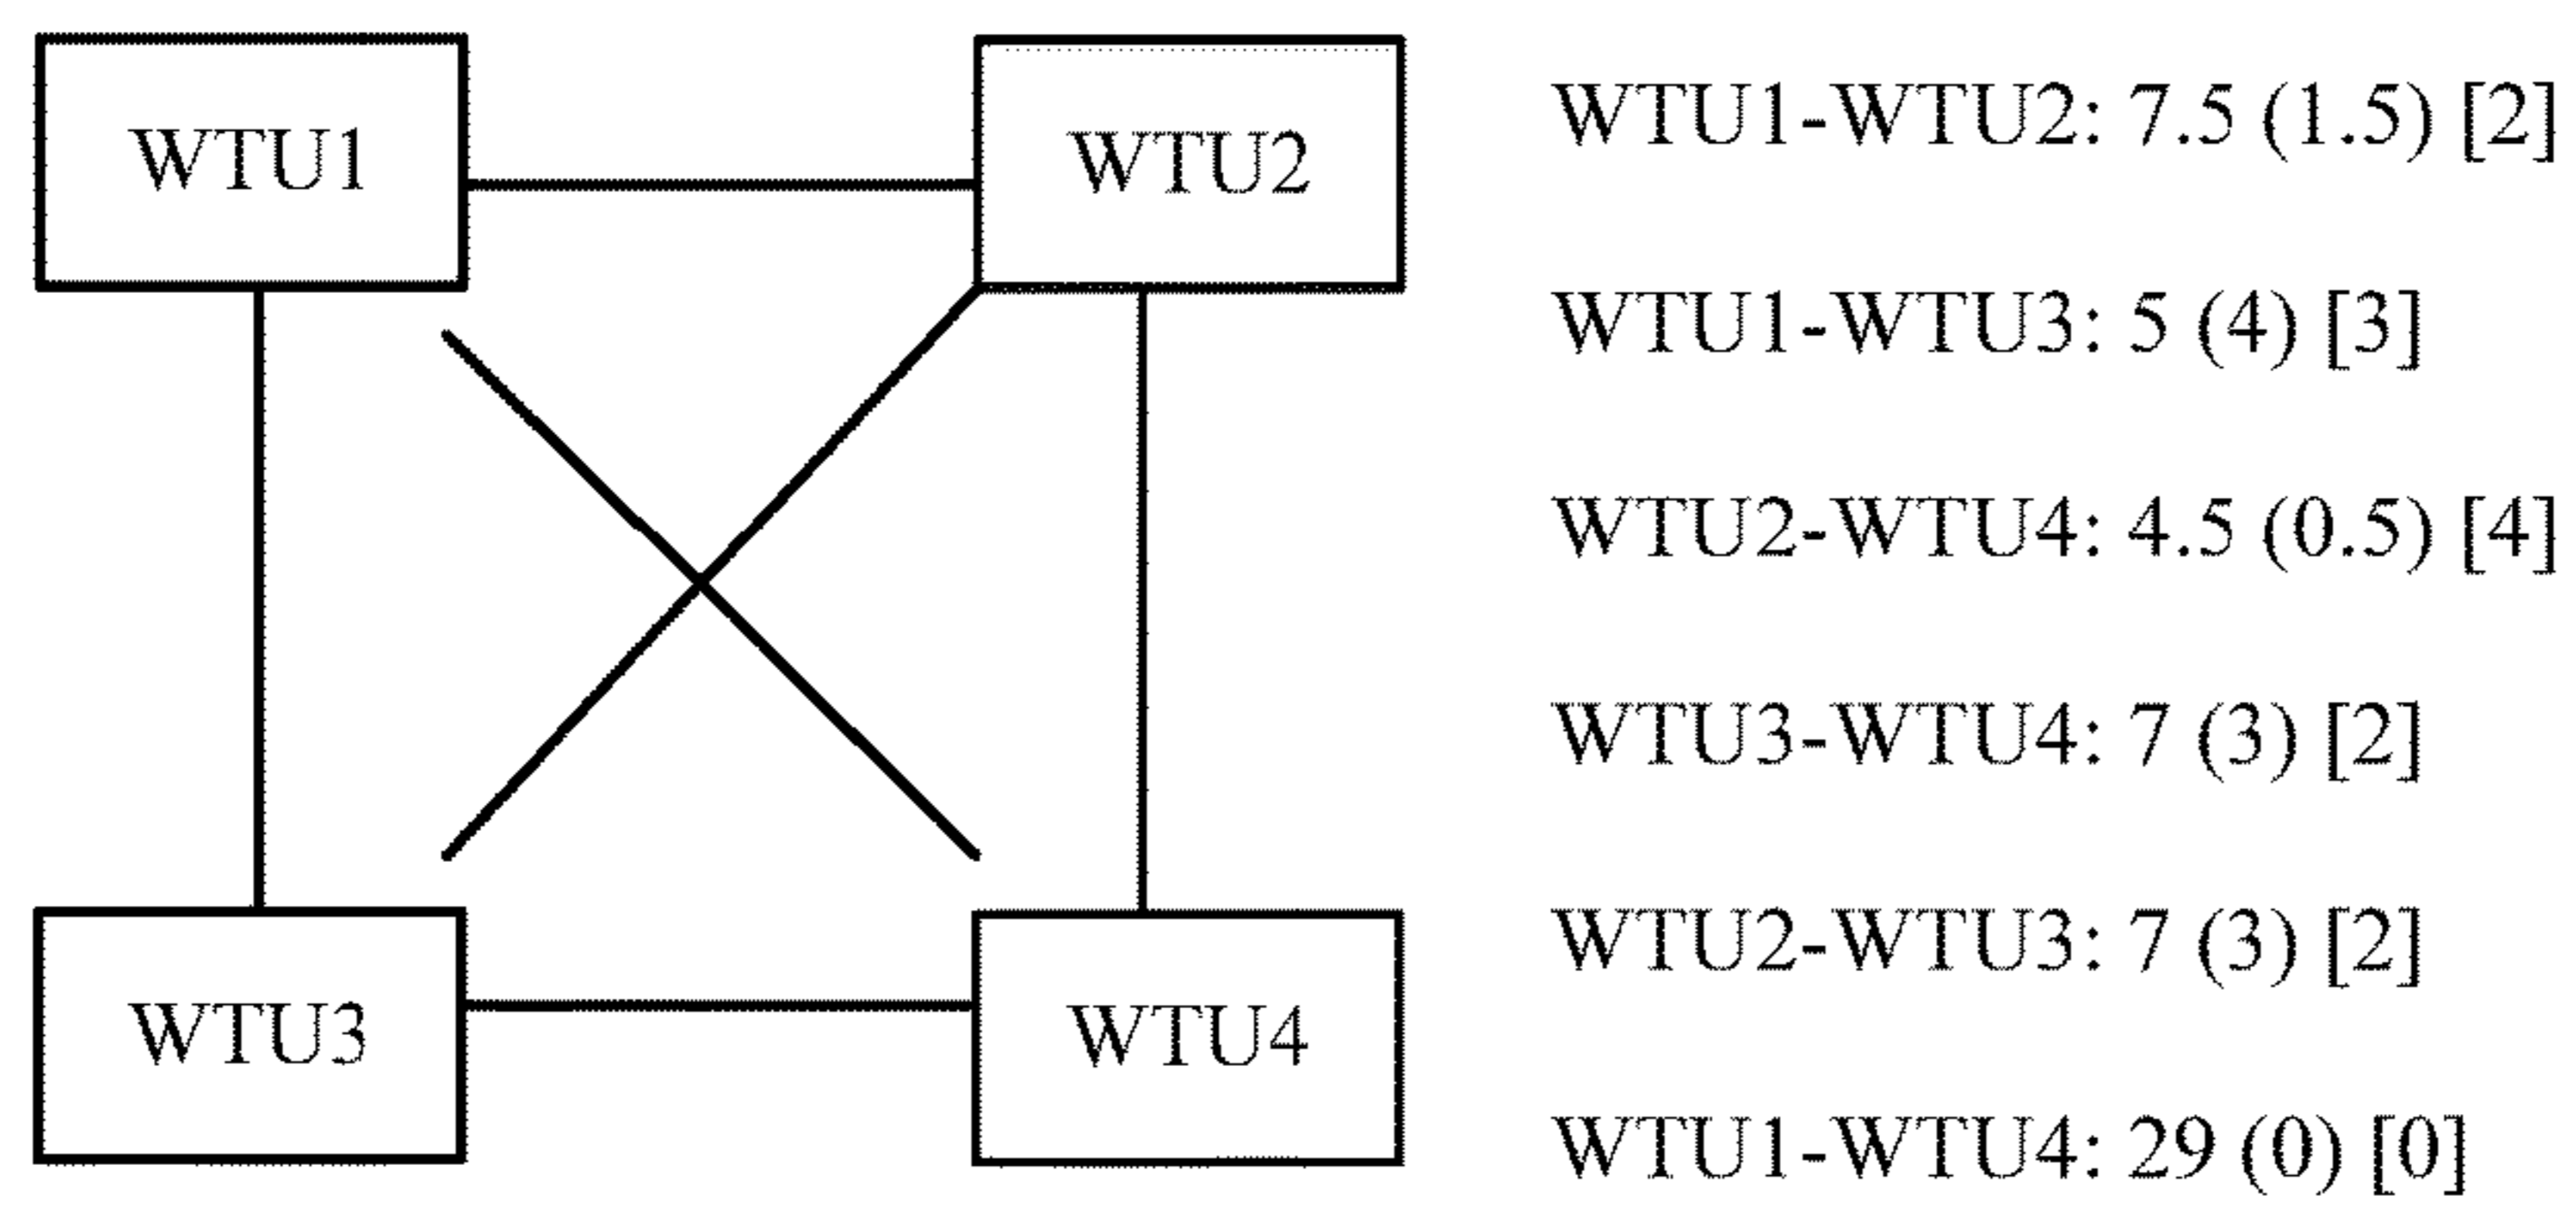 WTU1
WTU2
WTU3
WTU4
WTU1-WTU2: 7.5 (1.5) [2]
WTU1-WTU3: 5 (4) [3]
WTU2-WTU4: 4.5 (0.5) [4]
WTU3-WTU4: 7 (3) [2]
WTU2-WTU3: 7 (3) [2]
WTU1-WTU4: 29 (0) [0]